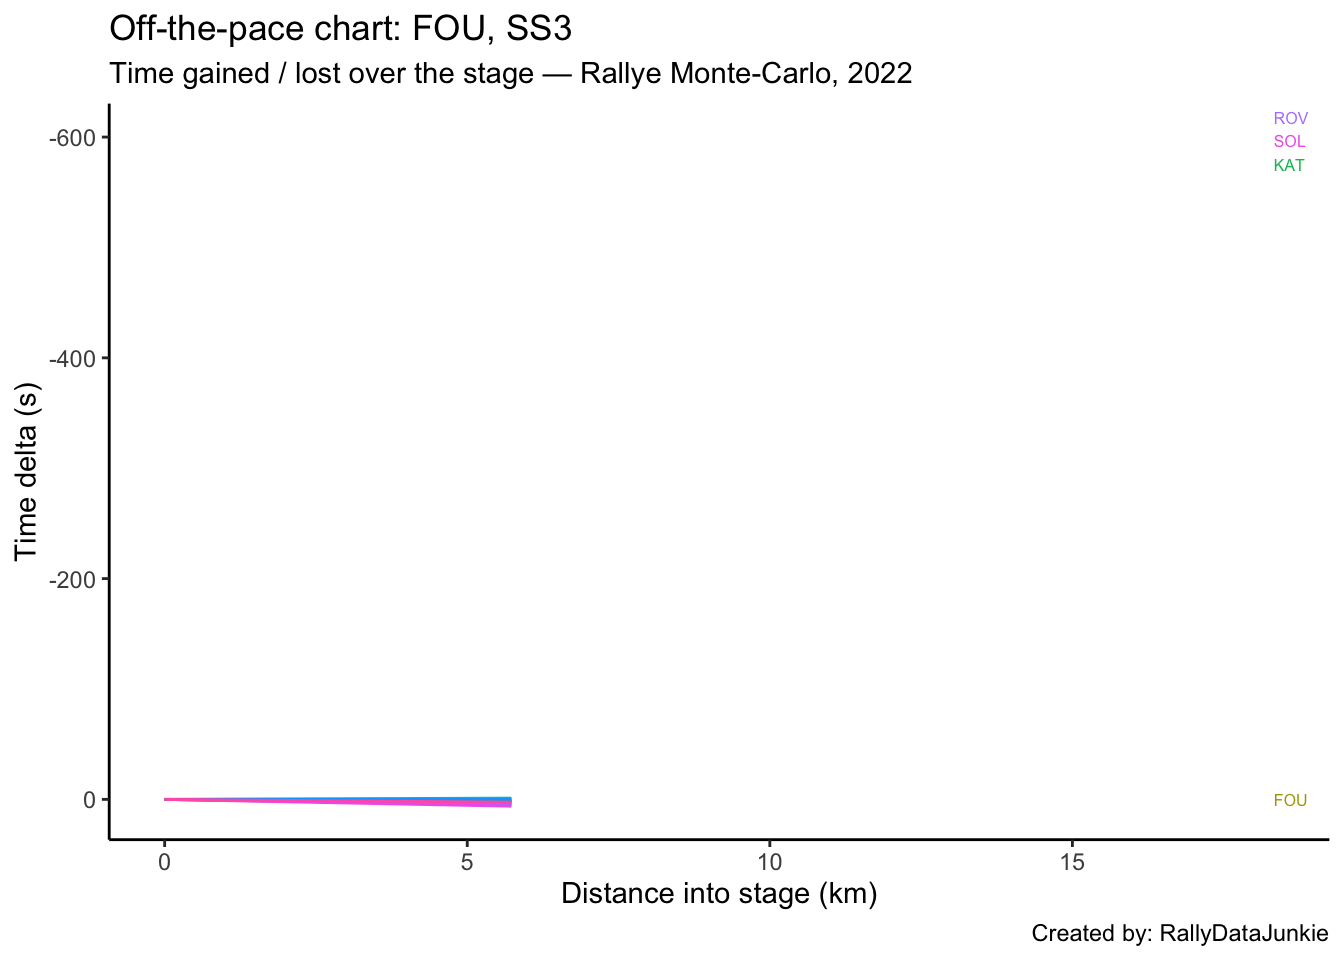 Off-the-pace chart: FOU, SS3
Time gained / lost over the stage — Rallye Monte-Carlo, 2022
ROV
-600
SOL
KAT
-400
Time delta (s)
-200
0
FOU
0 5 10 15
Distance into stage (km)
Created by: RallyDataJunkie